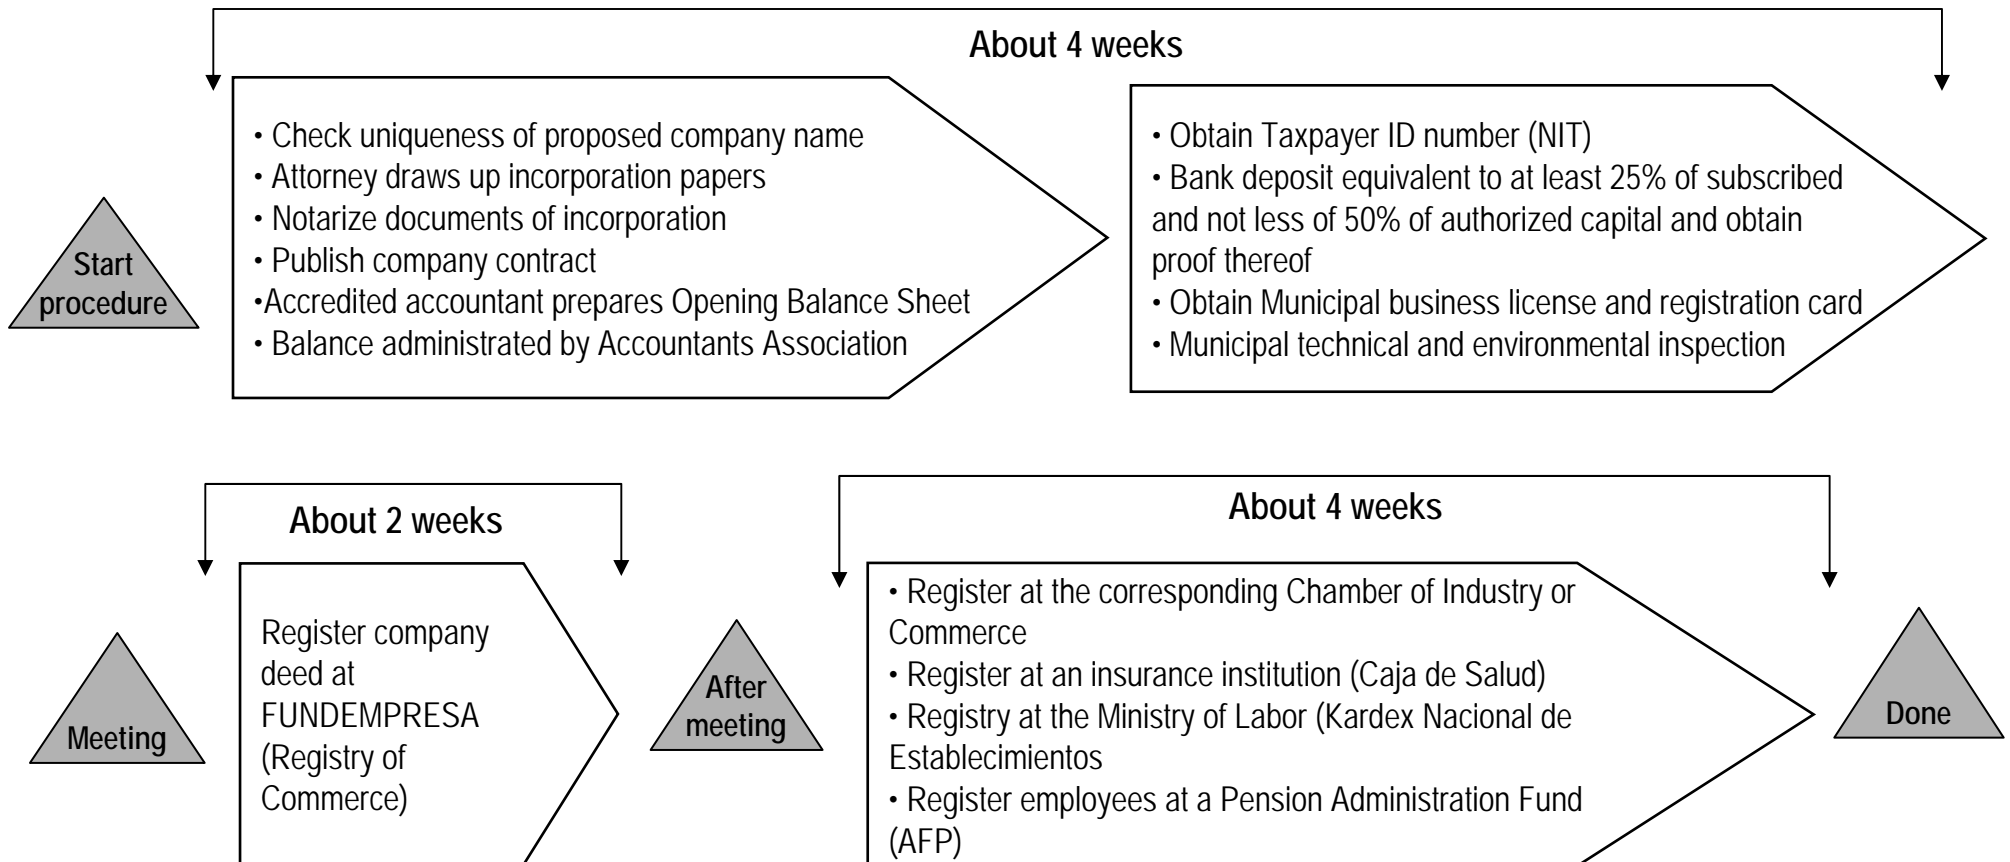 About 4 weeks
Start
procedure
• Check uniqueness of proposed company name
• Attorney draws up incorporation papers
• Notarize documents of incorporation
• Publish company contract
•Accredited accountant prepares Opening Balance Sheet
• Balance administrated by Accountants Association
• Obtain Taxpayer ID number (NIT)
• Bank deposit equivalent to at least 25% of subscribed
and not less of 50% of authorized capital and obtain
proof thereof
• Obtain Municipal business license and registration card
• Municipal technical and environmental inspection
About 2 weeks
Meeting
Register company
deed at
FUNDEMPRESA
(Registry of
Commerce)
About 4 weeks
After
meeting
• Register at the corresponding Chamber of Industry or
Commerce
• Register at an insurance institution (Caja de Salud)
• Registry at the Ministry of Labor (Kardex Nacional de
Establecimientos
• Register employees at a Pension Administration Fund
(AFP)
Done